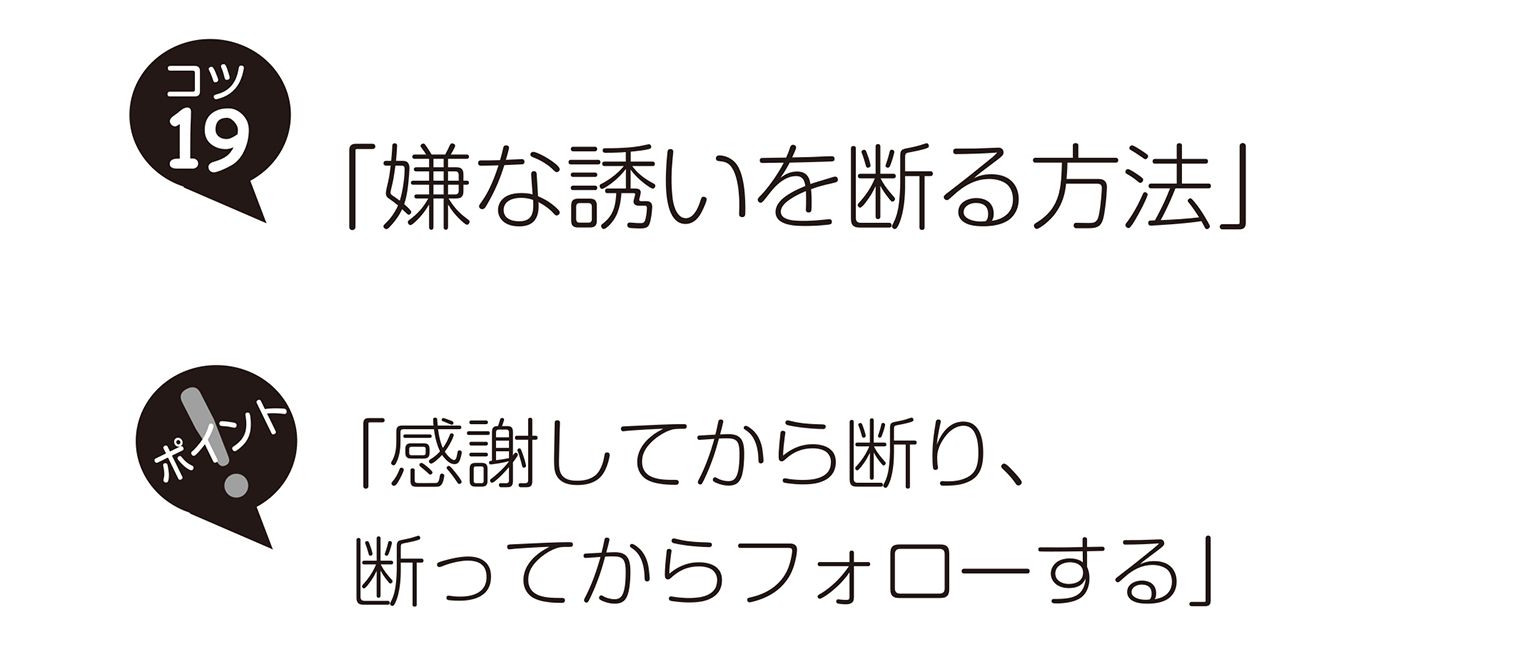 コツ
19
「嫌な誘いを断る方法」
ポイント
「感謝してから断り、
断ってからフォローする」